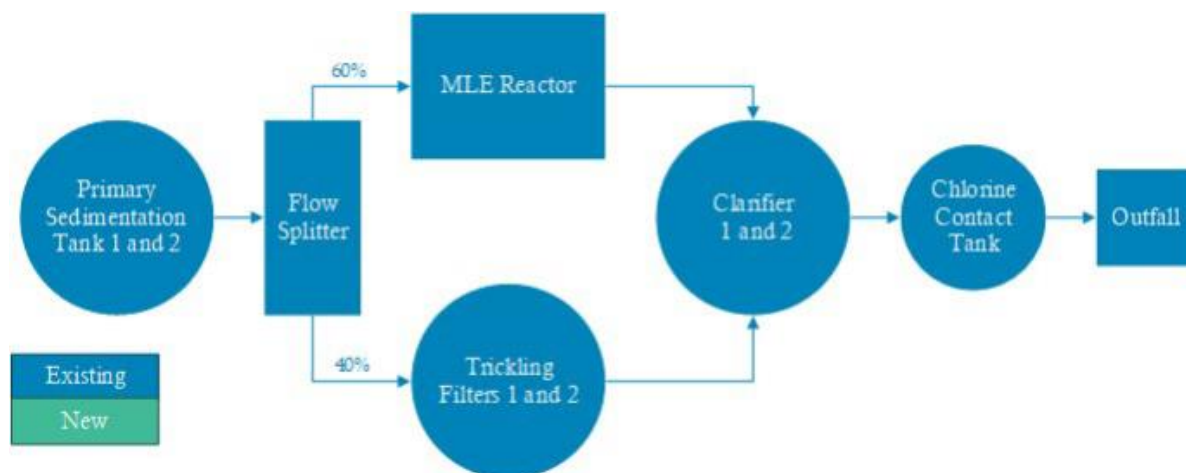 60%
MLE Reactor
Primary
Sedimentation
Tank 1 and 2
Flow
Splitter
Clarifier
1 and 2
Chlorine
Contact
Tank
Outfall
40%
Trickling
Filters 1 and 2
Existing
New